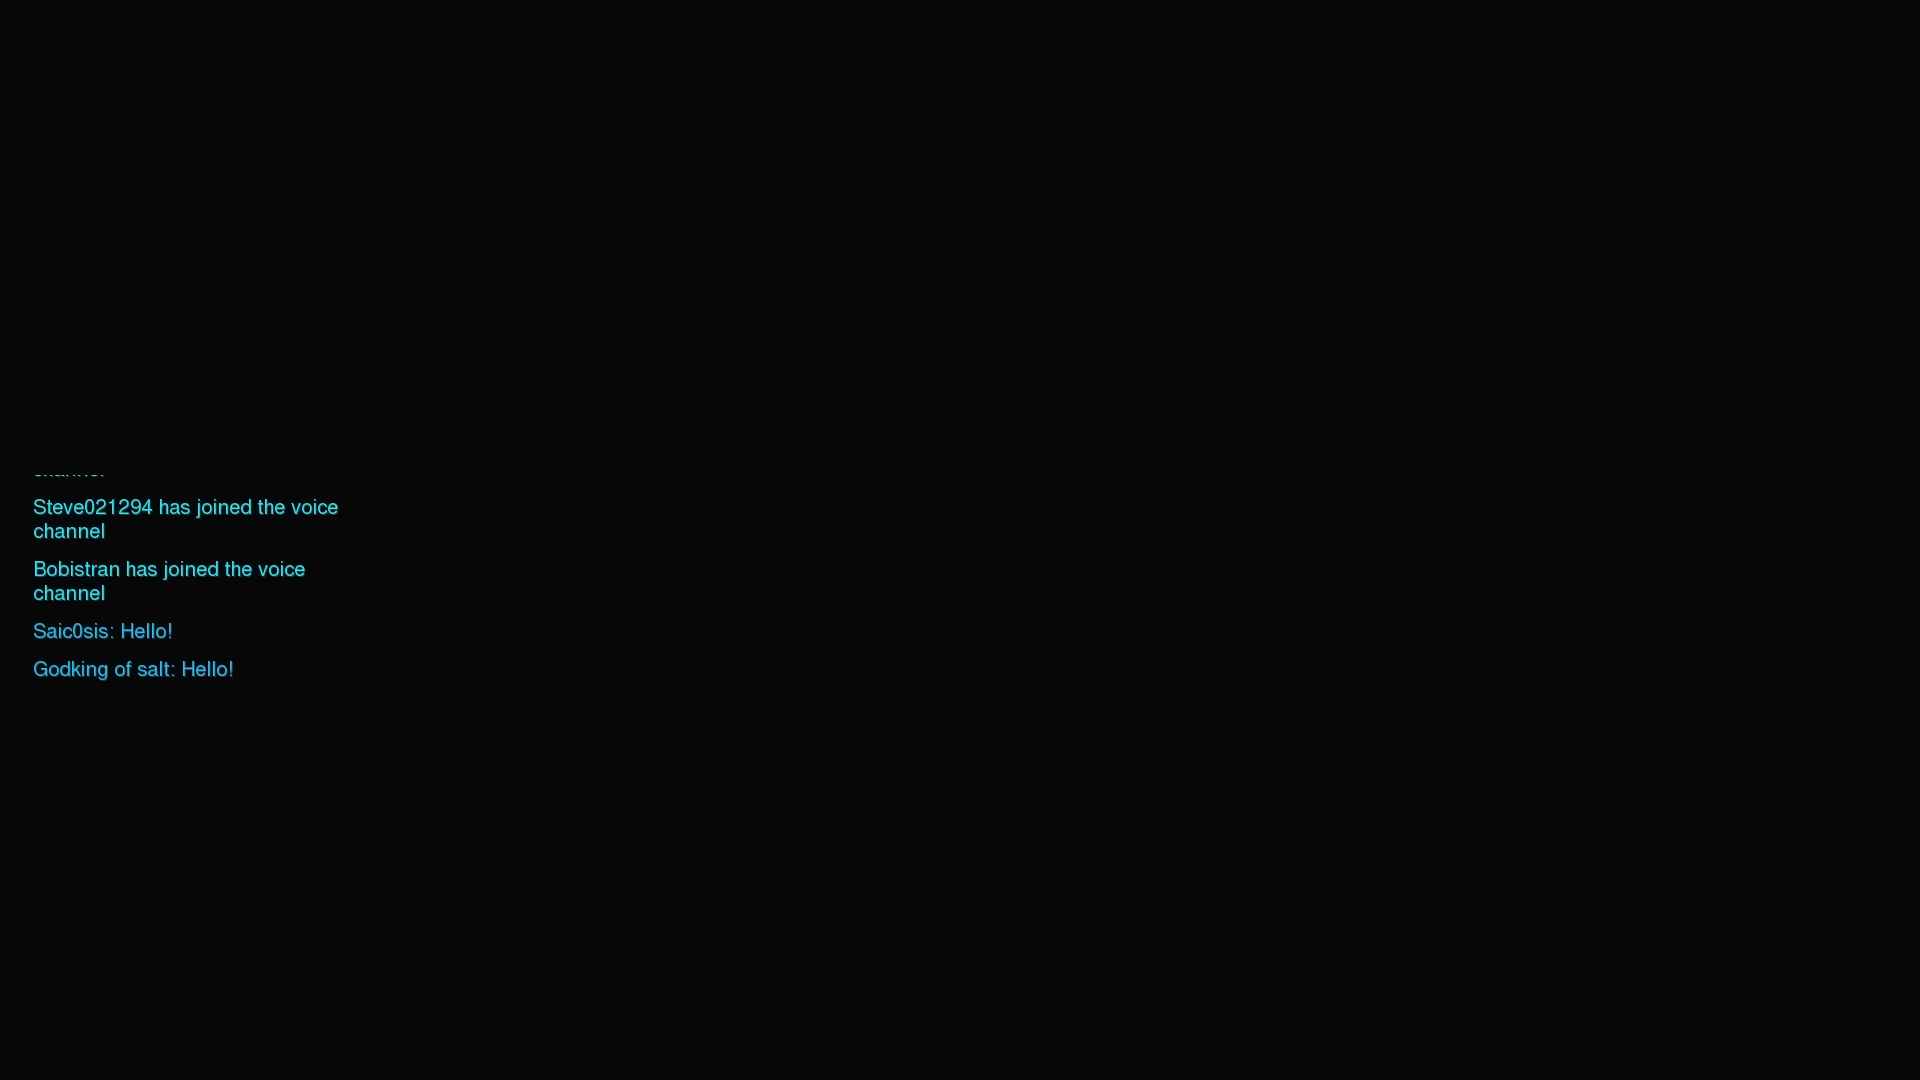 Steve021294 has joined the voice
channel
Bobistran has joined the voice
channel
Saic0sis: Hello!
Godking of salt: Hello!